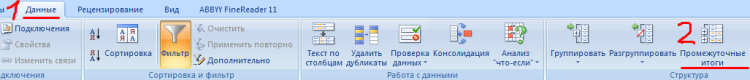 1 ы Данные Рецензирование Вид ABBYY FineReader 11
Подключения
Свойства
Изменить связи
Сортировка
Фильтр
Очистить
Применить повторно
Дополнительно
Текст по столбцам
Удалить дубликаты
Проверка данных
Консолидация
Анализ "что-если"
Группировать
Разгруппировать
2 Промежуточные итоги
дключения
Сортировка и фильтр
Работа с данными
Структура